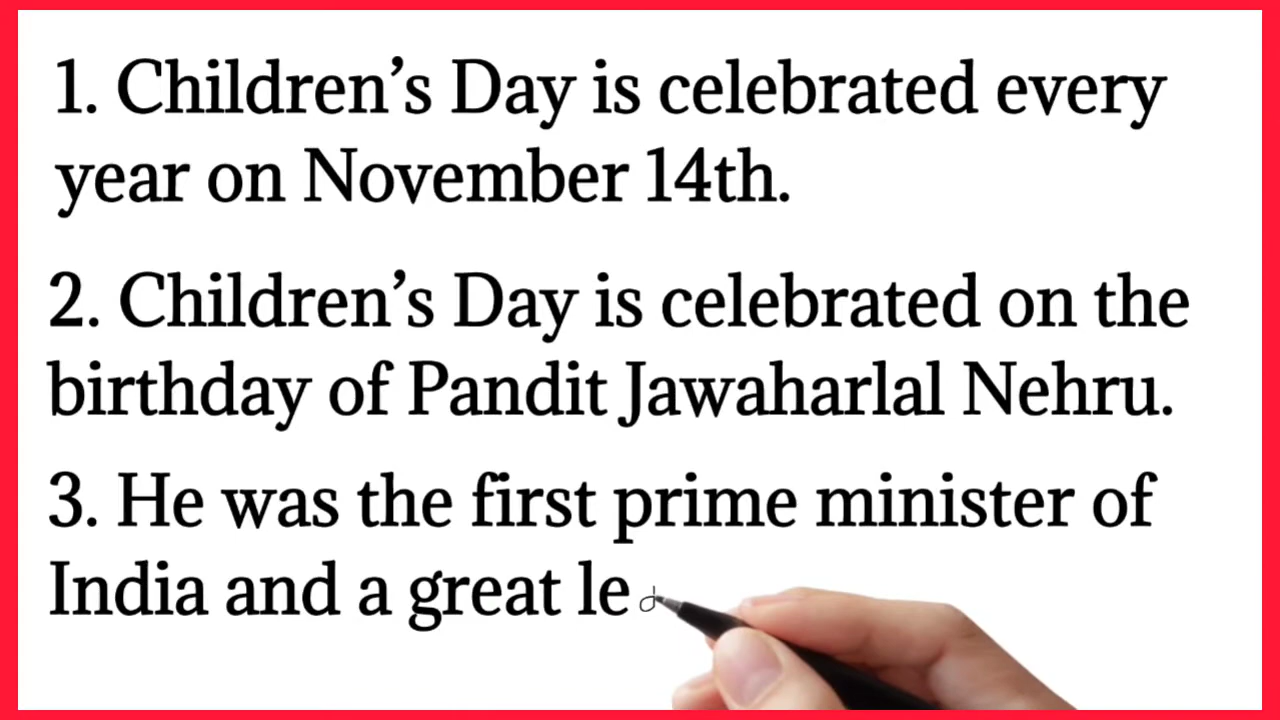 1. Children’s Day is celebrated every
year on November 14th.
2. Children’s Day is celebrated on the
birthday of Pandit Jawaharlal Nehru.
3. He was the first prime minister of
India and a great le